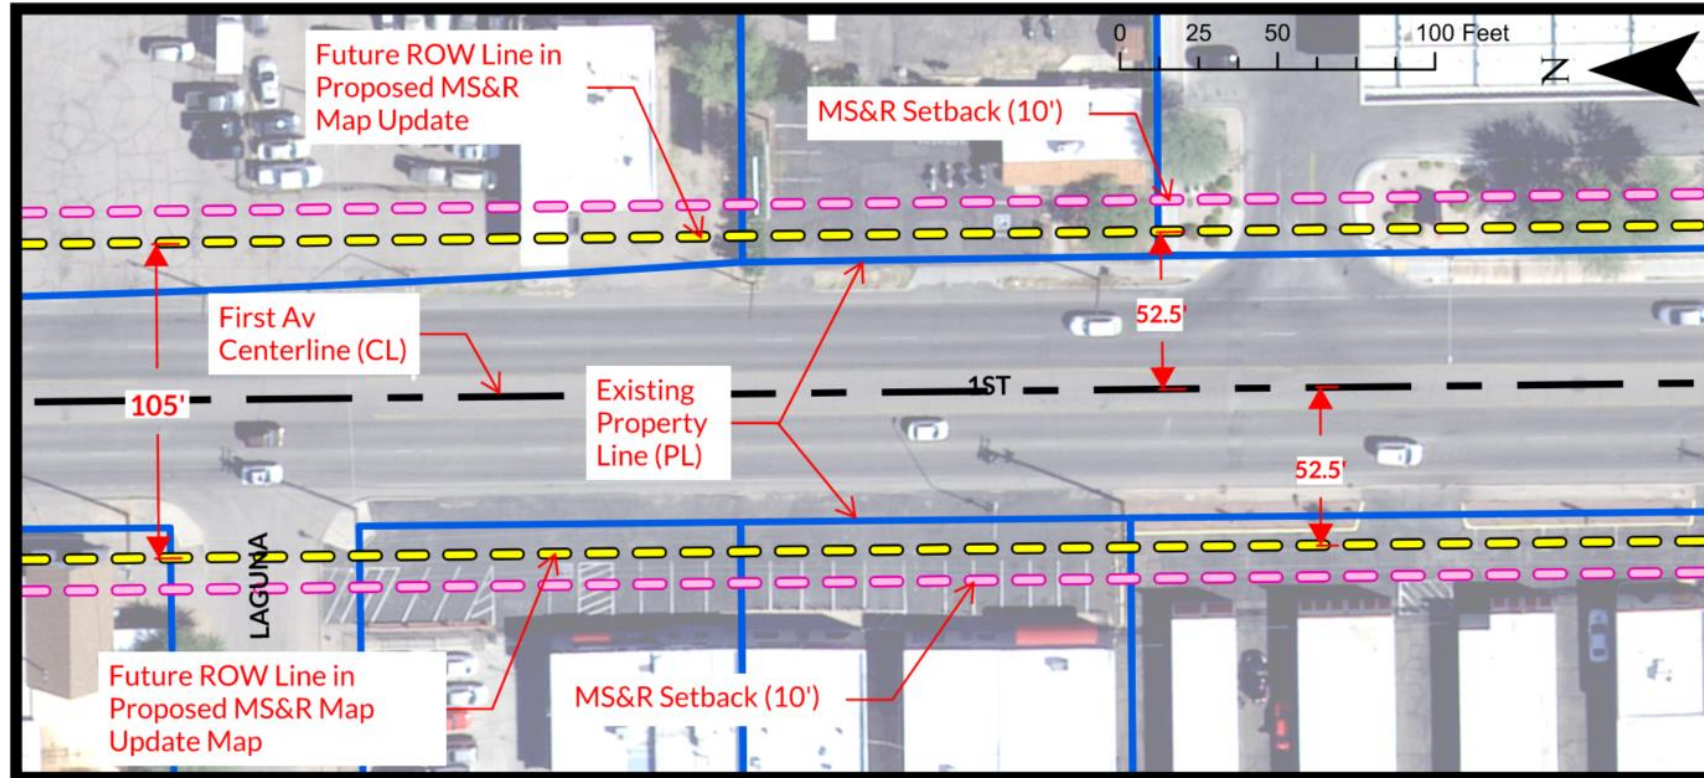 0 25 50 100 Feet
N
Future ROW Line in
Proposed MS&R
Map Update
MS&R Setback (10')
52.5'
First Av
Centerline (CL)
105'
1ST
Existing
Property
Line (PL)
52.5'
LAGUNA
Future ROW Line in
Proposed MS&R Map
Update Map
MS&R Setback (10')